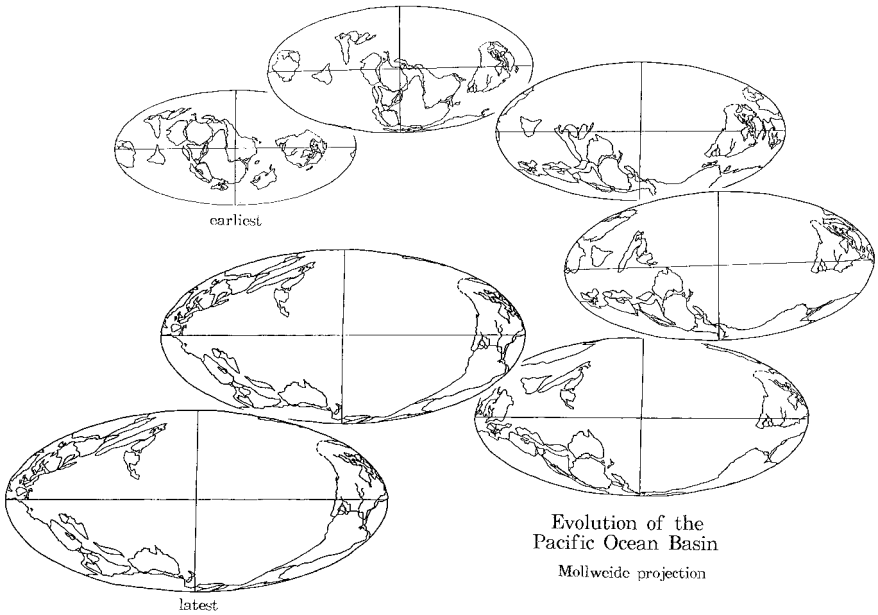 earliest
Evolution of the
Pacific Ocean Basin
Mollweide projection
latest